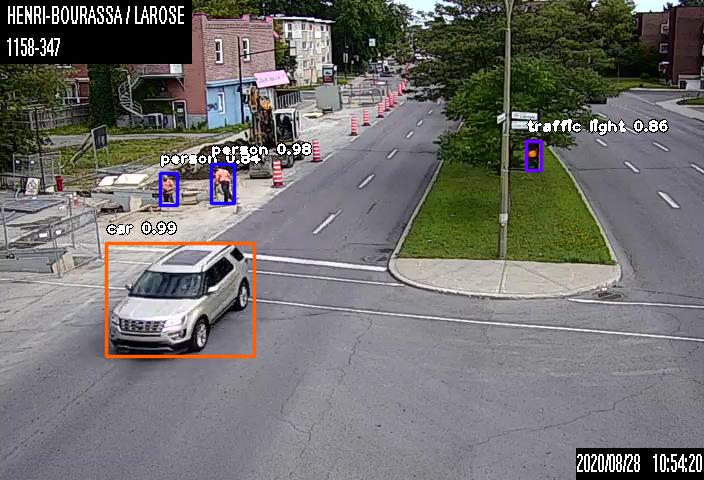 HENRI-BOURASSA / LAROSE
1158-347
traffic light 0.86
person 0.98
person 0.84
car 0.99
2020/08/28 10:54:20